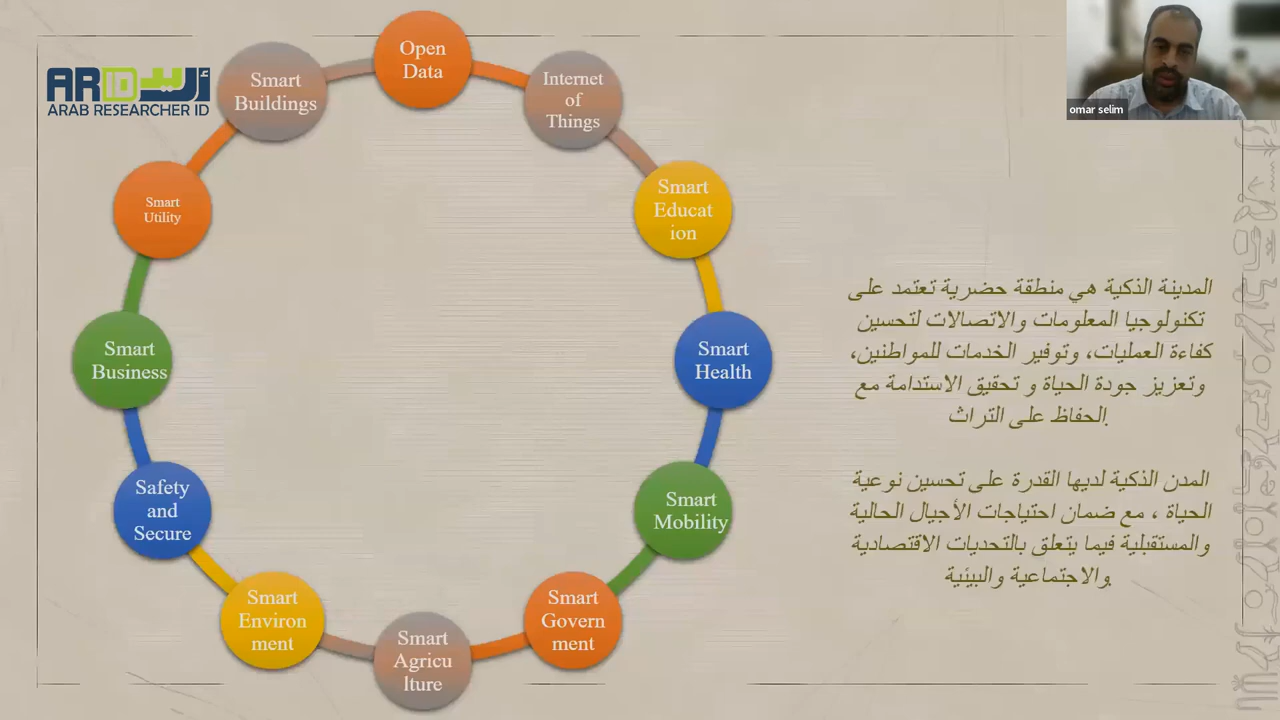 ARID أريد
ARAB RESEARCHER ID
omar selim
Open
Data
Internet
of
Things
Smart
Educat
ion
Smart
Health
Smart
Mobility
Smart
Govern
ment
Smart
Agricu
lture
Smart
Environ
ment
Safety
and
Secure
Smart
Business
Smart
Utility
Smart
Buildings
المدينة الذكية هي منطقة حضرية تعتمد على
تكنولوجيا المعلومات والاتصالات لتحسين
كفاءة العمليات، وتوفير الخدمات للمواطنين،
وتعزيز جودة الحياة و تحقيق الاستدامة مع
.الحفاظ على التراث
المدن الذكية لديها القدرة على تحسين نوعية
الحياة ، مع ضمان احتياجات الأجيال الحالية
والمستقبلية فيما يتعلق بالتحديات الاقتصادية
.والاجتماعية والبيئية